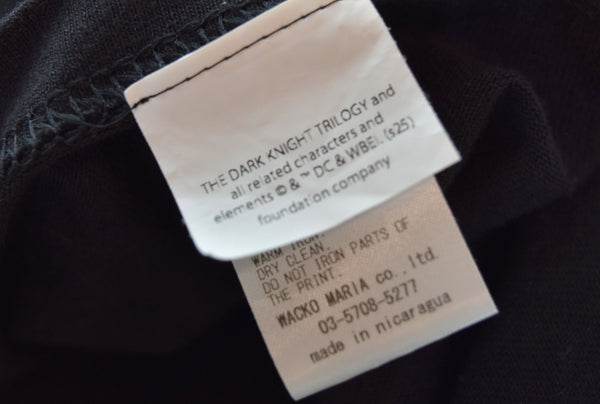 THE DARK KNIGHT TRILOGY and
all related characters and
elements © & ™ DC & WBEI. (s25)
foundation company
WARM IRON.
DRY CLEAN.
DO NOT IRON PARTS OF
THE PRINT.
WACKO MARIA co.,ltd.
03-5708-5277
made in nicaragua